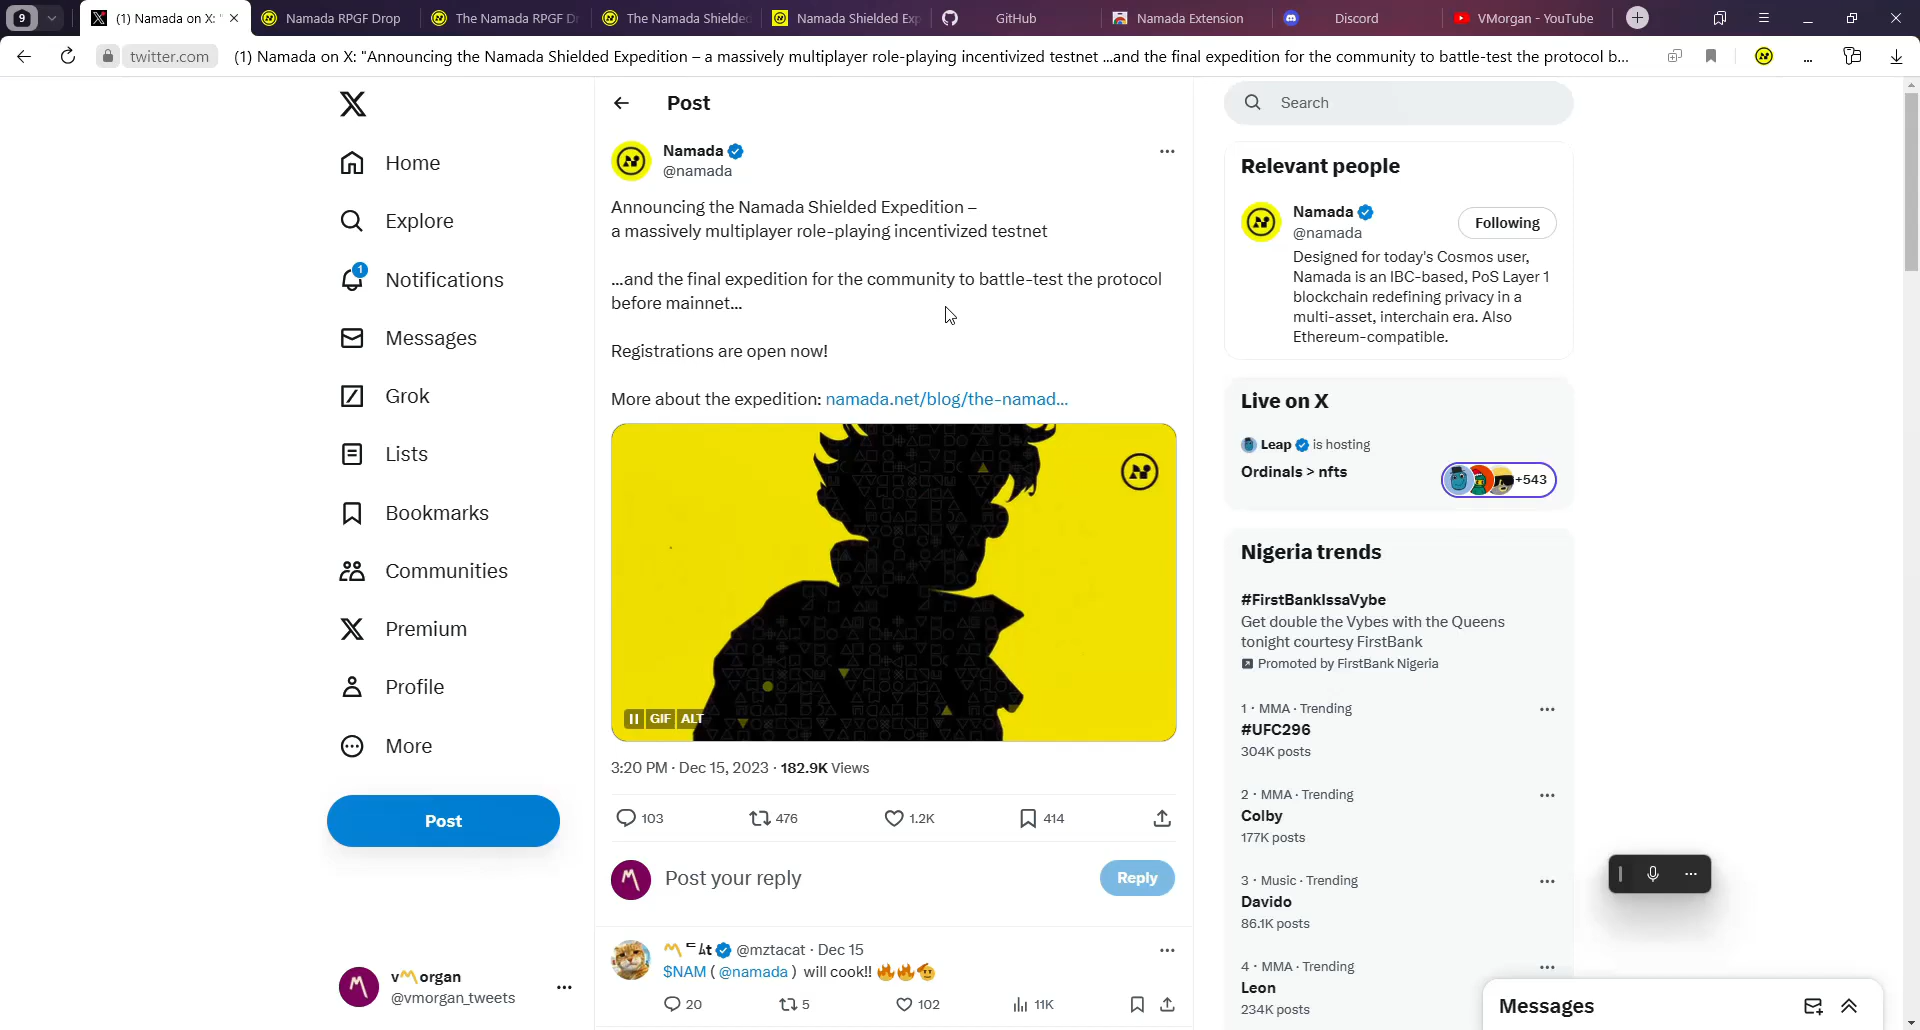 9
(1) Namada on X: "
Namada RPGF Drop
The Namada RPGF D
The Namada Shielded
Namada Shielded Exp
GitHub
Namada Extension
Discord
VMorgan - YouTube
twitter.com
(1) Namada on X: "Announcing the Namada Shielded Expedition – a massively multiplayer role-playing incentivized testnet ...and the final expedition for the community to battle-test the protocol b...
Home
Explore
1
Notifications
Messages
Grok
Lists
Bookmarks
Communities
Premium
Profile
More
Post
@vmorgan_tweets
Post
Namada
@namada
Announcing the Namada Shielded Expedition –
a massively multiplayer role-playing incentivized testnet
...and the final expedition for the community to battle-test the protocol
before mainnet...
Registrations are open now!
More about the expedition: namada.net/blog/the-namad...
GIF ALT
3:20 PM · Dec 15, 2023 · 182.9K Views
103 476 1.2K 414
Post your reply
Reply
@mztacat · Dec 15
$NAM ( @namada ) will cook!! 🔥🔥🫡
20 5 102 11K
Search
Relevant people
Namada
@namada
Following
Designed for today's Cosmos user,
Namada is an IBC-based, PoS Layer 1
blockchain redefining privacy in a
multi-asset, interchain era. Also
Ethereum-compatible.
Live on X
Leap is hosting
Ordinals > nfts
+543
Nigeria trends
#FirstBankIssaVybe
Get double the Vybes with the Queens
tonight courtesy FirstBank
Promoted by FirstBank Nigeria
1 · MMA · Trending
#UFC296
304K posts
2 · MMA · Trending
Colby
177K posts
3 · Music · Trending
Davido
86.1K posts
4 · MMA · Trending
Leon
234K posts
Messages